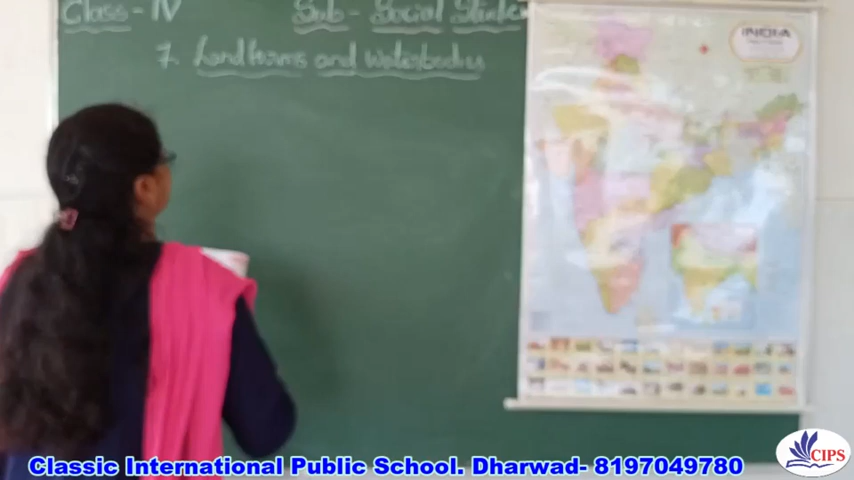 Class - IV Sub - Social Studies
7. Landforms and Waterbodies
INDIA
Classic International Public School. Dharwad- 8197049780
CIPS